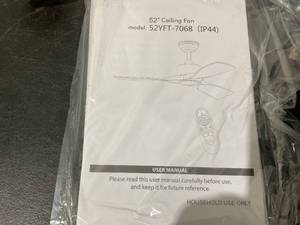 52" Ceiling Fan
model: 52YFT-7068 (IP44)
USER MANUAL
Please read this user manual carefully before use,
and keep it for future reference.
HOUSEHOLD USE ONLY